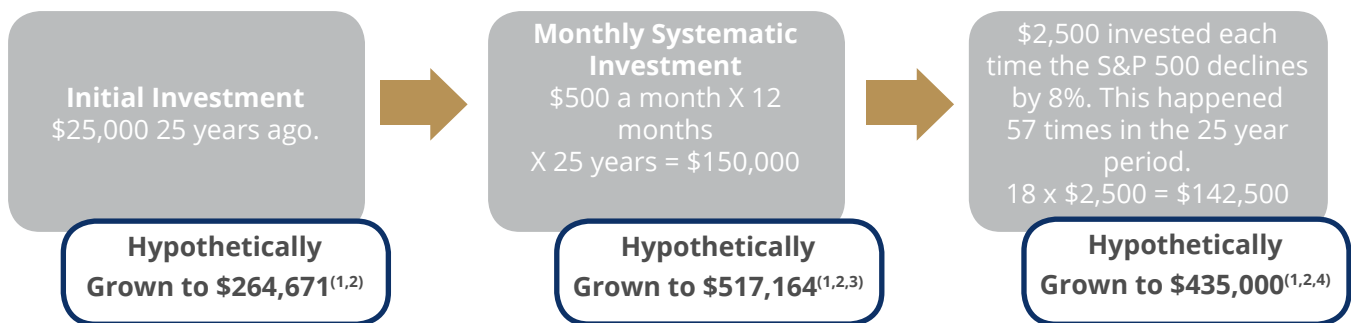 Initial Investment
$25,000 25 years ago.
Hypothetically
Grown to $264,671(1,2)
Monthly Systematic
Investment
$500 a month X 12
months
X 25 years = $150,000
Hypothetically
Grown to $517,164(1,2,3)
$2,500 invested each
time the S&P 500 declines
by 8%. This happened
57 times in the 25 year
period.
18 x $2,500 = $142,500
Hypothetically
Grown to $435,000(1,2,4)